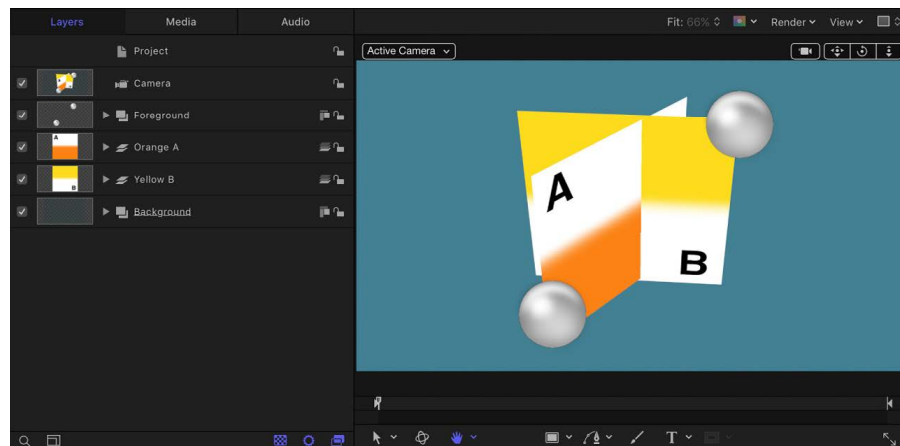 Layers Media Audio Fit: 66% Render View
Project
Active Camera
Camera
Foreground
Orange A
Yellow B
Background
A
B
A
B
T